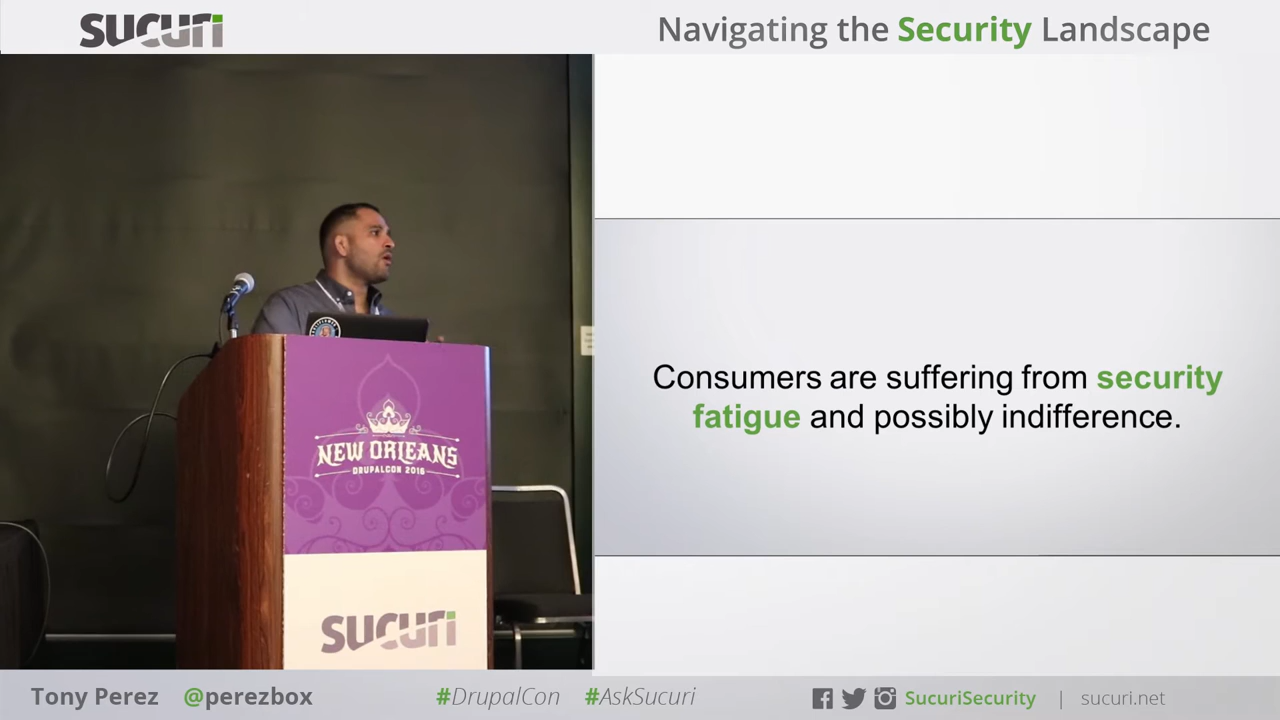 sucuri
Navigating the Security Landscape
Consumers are suffering from security
fatigue and possibly indifference.
NEW ORLEANS
DRUPALCON 2016
sucuri
Tony Perez @perezbox #DrupalCon #AskSucuri SucuriSecurity | sucuri.net